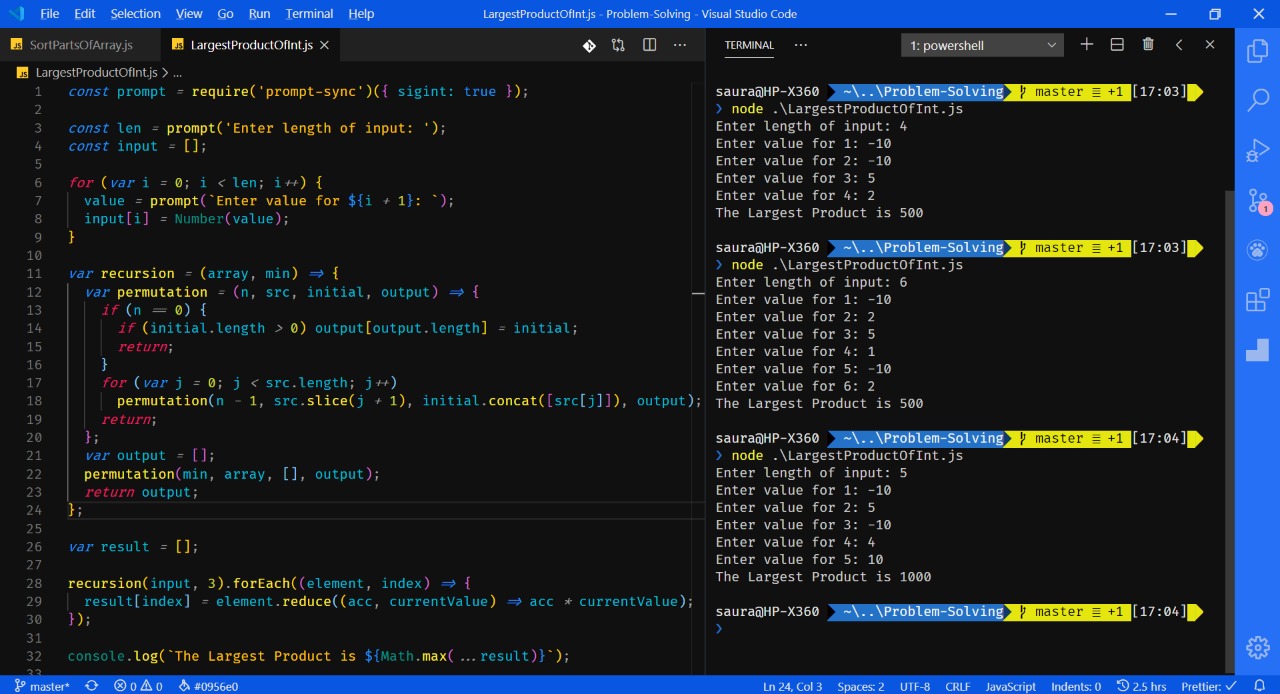 File Edit Selection View Go Run Terminal Help LargestProductOfInt.js - Problem-Solving - Visual Studio Code
JS SortPartsOfArray.js JS LargestProductOfInt.js
JS LargestProductOfInt.js > ...
1 const prompt = require('prompt-sync')({ sigint: true });
2
3 const len = prompt('Enter length of input: ');
4 const input = [];
5
6 for (var i = 0; i < len; i++) {
7 value = prompt(`Enter value for ${i + 1}: `);
8 input[i] = Number(value);
9 }
10
11 var recursion = (array, min) => {
12 var permutation = (n, src, initial, output) => {
13 if (n == 0) {
14 if (initial.length > 0) output[output.length] = initial;
15 return;
16 }
17 for (var j = 0; j < src.length; j++)
18 permutation(n - 1, src.slice(j + 1), initial.concat([src[j]]), output);
19 return;
20 };
21 var output = [];
22 permutation(min, array, [], output);
23 return output;
24 };
25
26 var result = [];
27
28 recursion(input, 3).forEach((element, index) => {
29 result[index] = element.reduce((acc, currentValue) => acc * currentValue);
30 });
31
32 console.log(`The Largest Product is ${Math.max(...result)}`);
33
TERMINAL ... 1: powershell
saura@HP-X360 ~\..\Problem-Solving master ≡ +1 [17:03]
❯ node .\LargestProductOfInt.js
Enter length of input: 4
Enter value for 1: -10
Enter value for 2: -10
Enter value for 3: 5
Enter value for 4: 2
The Largest Product is 500
saura@HP-X360 ~\..\Problem-Solving master ≡ +1 [17:03]
❯ node .\LargestProductOfInt.js
Enter length of input: 6
Enter value for 1: -10
Enter value for 2: 2
Enter value for 3: 5
Enter value for 4: 1
Enter value for 5: -10
Enter value for 6: 2
The Largest Product is 500
saura@HP-X360 ~\..\Problem-Solving master ≡ +1 [17:04]
❯ node .\LargestProductOfInt.js
Enter length of input: 5
Enter value for 1: -10
Enter value for 2: 5
Enter value for 3: -10
Enter value for 4: 4
Enter value for 5: 10
The Largest Product is 1000
saura@HP-X360 ~\..\Problem-Solving master ≡ +1 [17:04]
❯
1
master* 0 0 #0956e0 Ln 24, Col 3 Spaces: 2 UTF-8 CRLF JavaScript Indents: 0 2.5 hrs Prettier: ✓